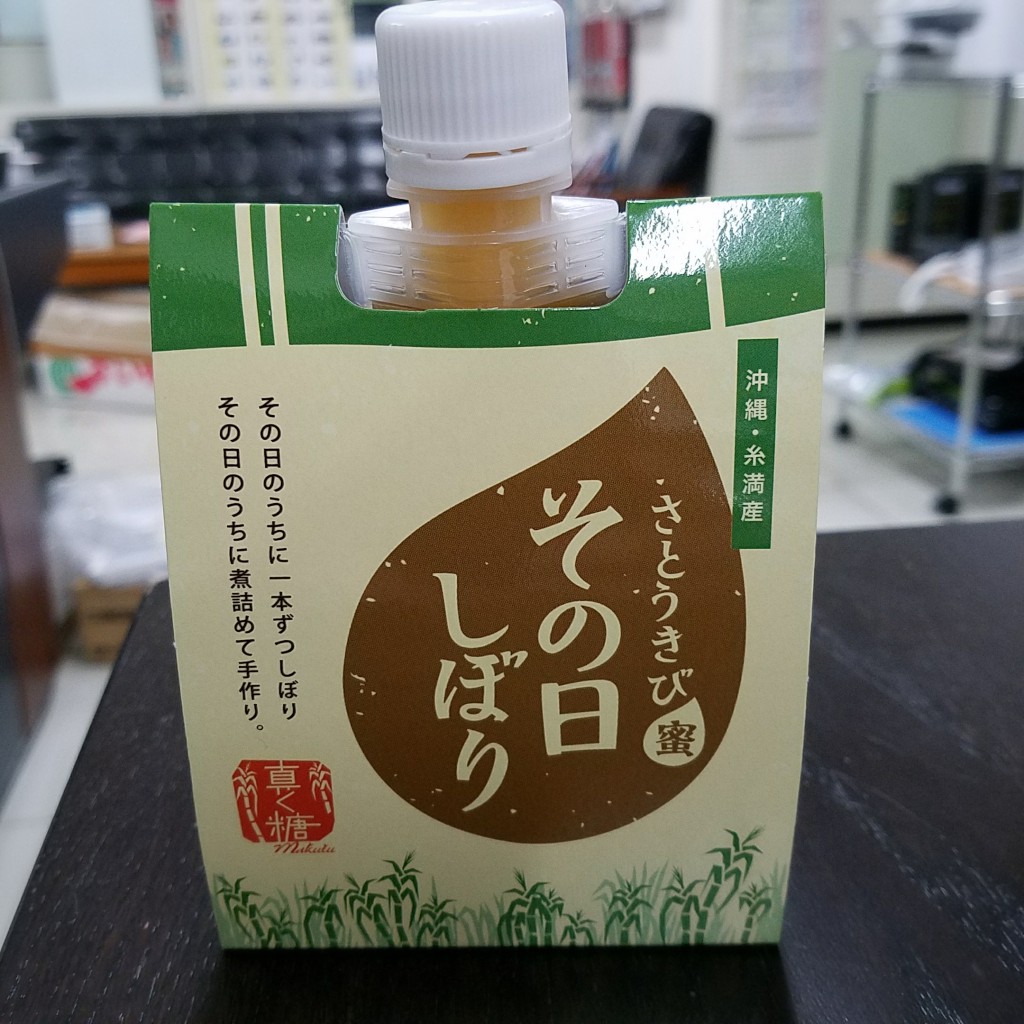 沖縄・糸満産
さとうきび蜜
その日
しぼり
その日のうちに一本ずつしぼり
その日のうちに煮詰めて手作り。
真く糖
Makutu